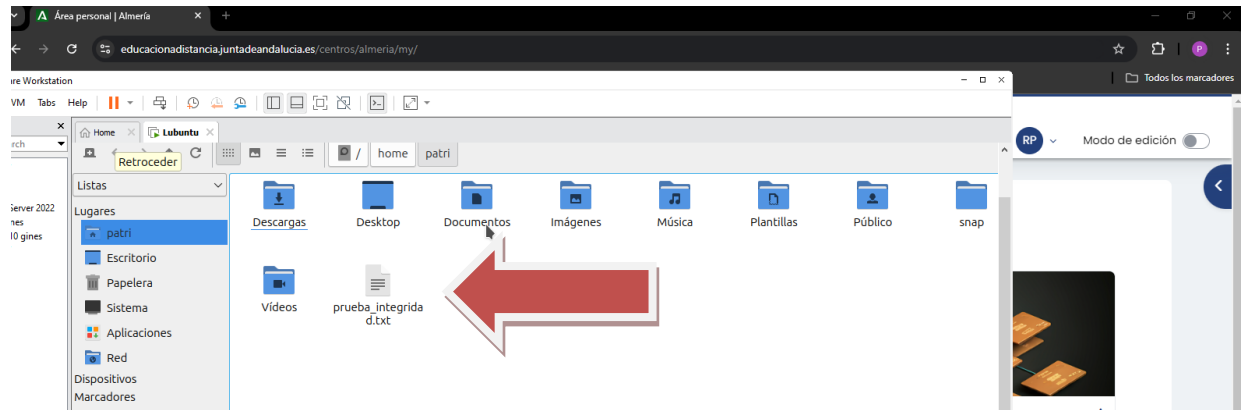 Área personal | Almería
educacionadistancia.juntadeandalucia.es/centros/almeria/my/
P
Todos los marcadores
are Workstation
VM Tabs Help
Home Lubuntu
rch
Retroceder
/ home patri
RP Modo de edición
Listas
Server 2022
nes
10 gines
Lugares
patri
Escritorio
Papelera
Sistema
Aplicaciones
Red
Dispositivos
Marcadores
Descargas Desktop Documentos Imágenes Música Plantillas Público snap
Vídeos prueba_integrida
d.txt